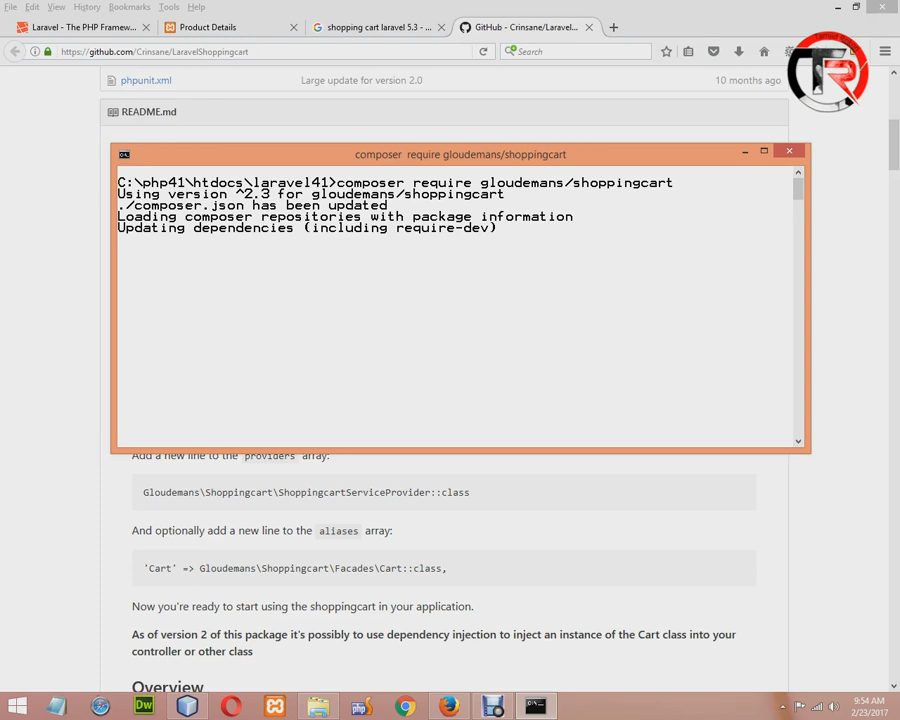 File Edit View History Bookmarks Tools Help
Laravel - The PHP Framew... Product Details shopping cart laravel 5.3 - ... GitHub - Crinsane/Laravel...
https://github.com/Crinsane/LaravelShoppingcart Search
phpunit.xml Large update for version 2.0 10 months ago
README.md
composer require gloudemans/shoppingcart
C:\php41\htdocs\laravel41>composer require gloudemans/shoppingcart
Using version ^2.3 for gloudemans/shoppingcart
./composer.json has been updated
Loading composer repositories with package information
Updating dependencies (including require-dev)
Add a new line to the providers array:
Gloudemans\Shoppingcart\ShoppingcartServiceProvider::class
And optionally add a new line to the aliases array:
'Cart' => Gloudemans\Shoppingcart\Facades\Cart::class,
Now you're ready to start using the shoppingcart in your application.
As of version 2 of this package it's possibly to use dependency injection to inject an instance of the Cart class into your
controller or other class
Overview
Dw
php
9:54 AM
2/23/2017